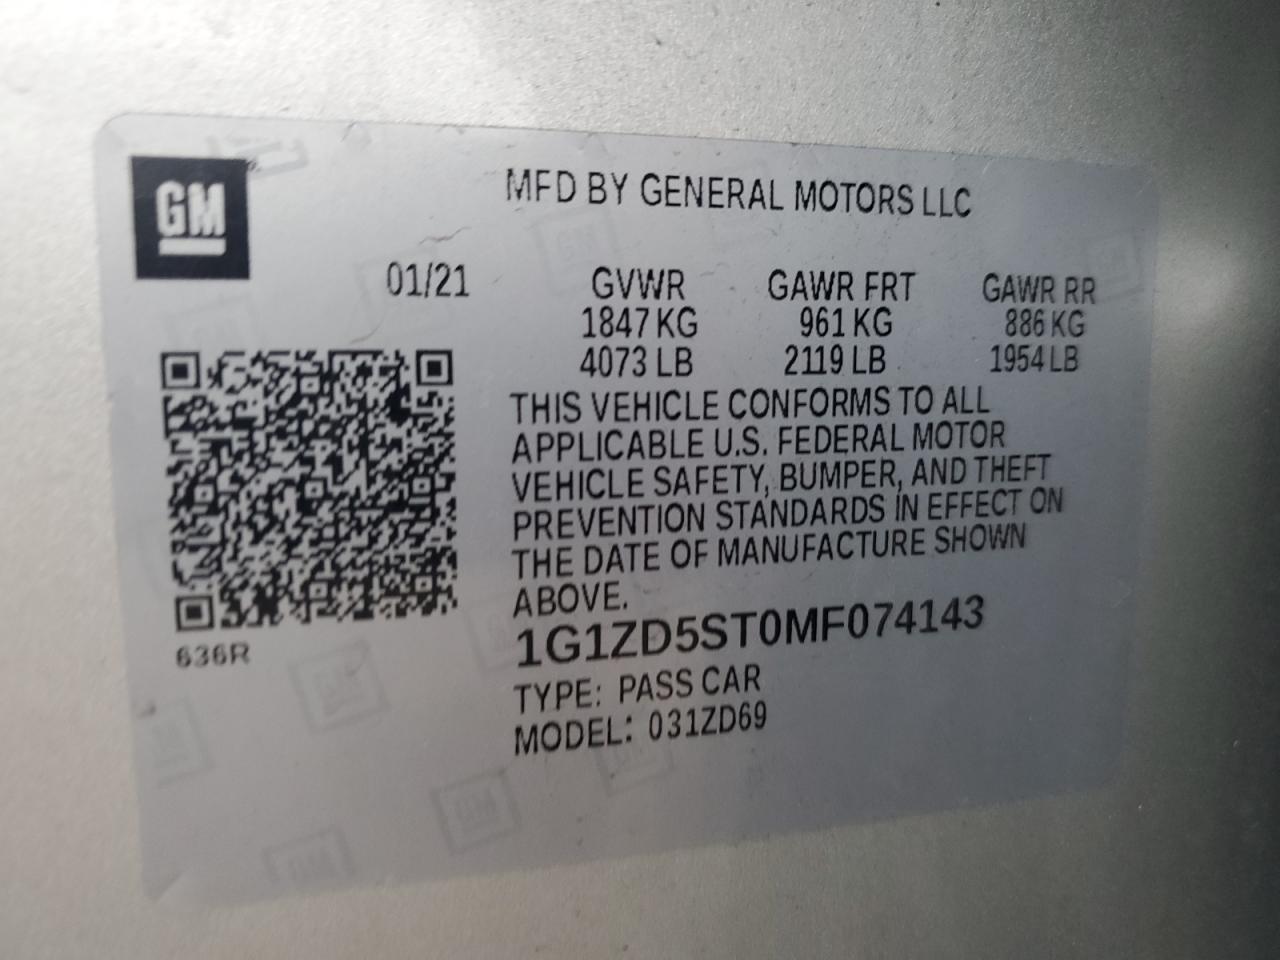 GM
MFD BY GENERAL MOTORS LLC
01/21 GVWR GAWR FRT GAWR RR
1847 KG 961 KG 886 KG
4073 LB 2119 LB 1954 LB
THIS VEHICLE CONFORMS TO ALL
APPLICABLE U.S. FEDERAL MOTOR
VEHICLE SAFETY, BUMPER, AND THEFT
PREVENTION STANDARDS IN EFFECT ON
THE DATE OF MANUFACTURE SHOWN
ABOVE.
1G1ZD5ST0MF074143
636R
TYPE: PASS CAR
MODEL: 031ZD69